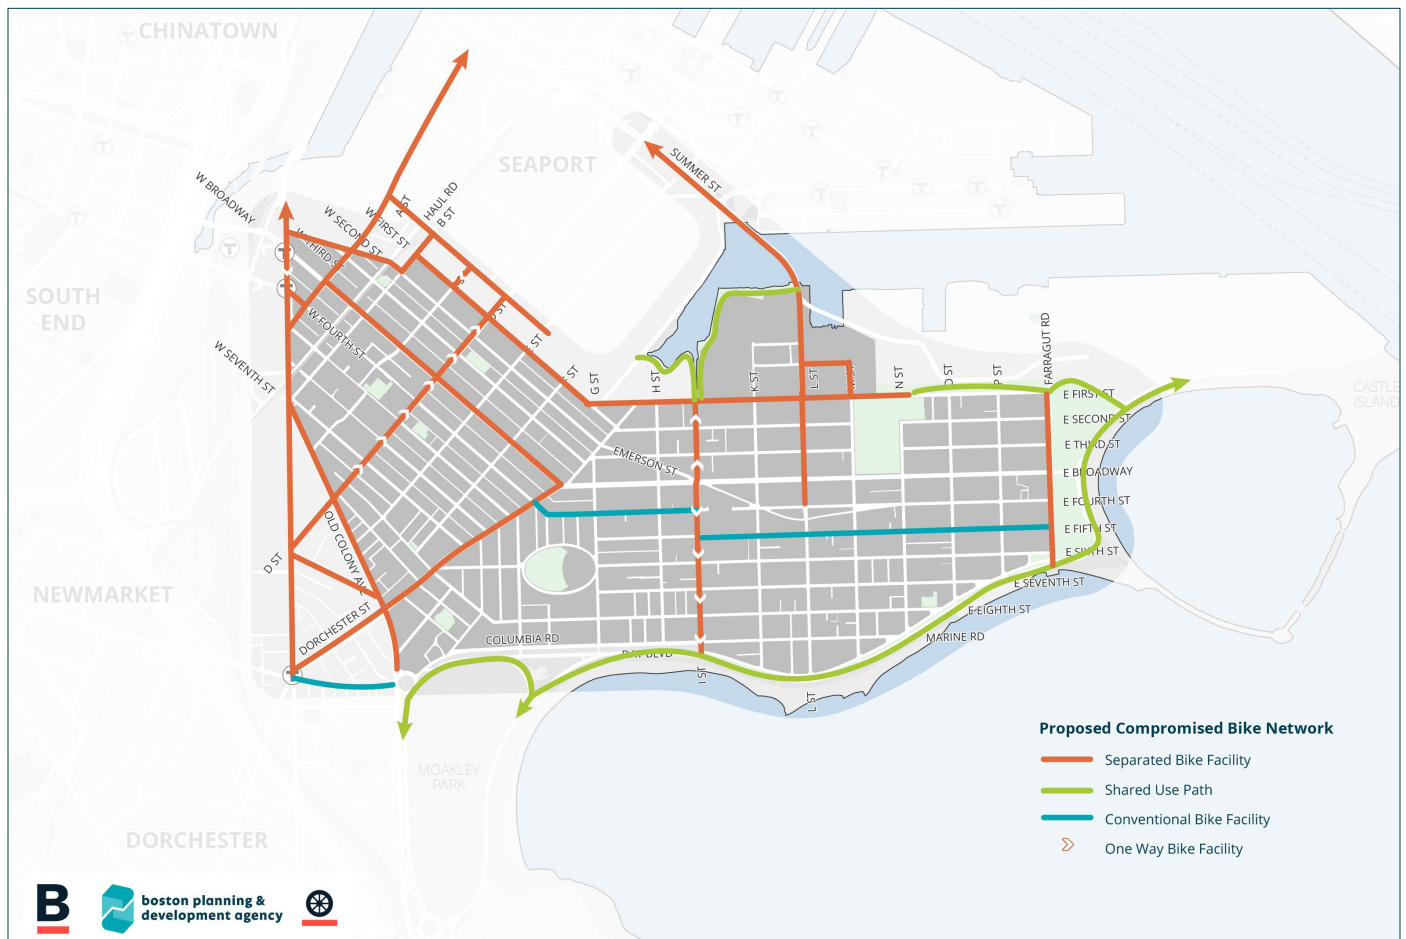 CHINATOWN
SEAPORT
SUMMER ST
W BROADWAY
A ST
HAUL RD
B ST
W FIRST ST
W SECOND ST
W THIRD ST
SOUTH
END
W FOURTH ST
W SEVENTH ST
G ST
H ST
K ST
L ST
N ST
O ST
P ST
FARRAGUT RD
E FIRST ST
E SECOND ST
E THIRD ST
E BROADWAY
E FOURTH ST
E FIFTH ST
E SIXTH ST
E SEVENTH ST
E EIGHTH ST
MARINE RD
CASTLE
ISLAND
EMERSON ST
OLD COLONY AV
D ST
NEWMARKET
DORCHESTER ST
COLUMBIA RD
DAY BLVD
I ST
L ST
MOAKLEY
PARK
DORCHESTER
Proposed Compromised Bike Network
Separated Bike Facility
Shared Use Path
Conventional Bike Facility
One Way Bike Facility
B
boston planning &
development agency